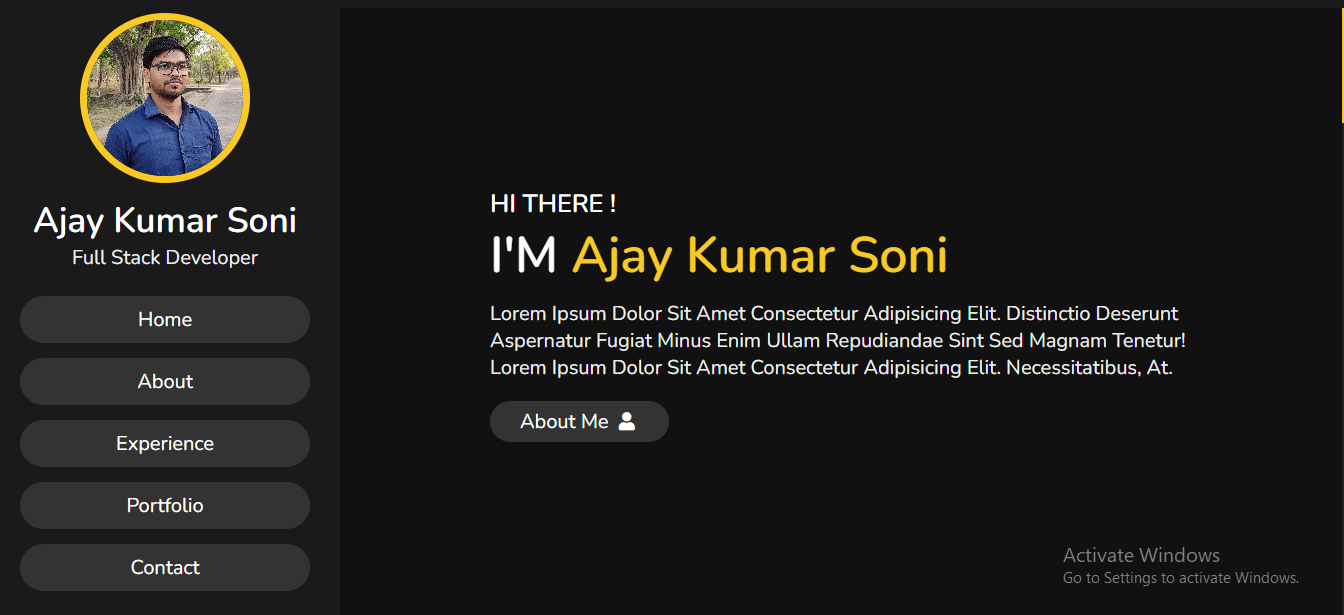 Ajay Kumar Soni
Full Stack Developer
Home
About
Experience
Portfolio
Contact
HI THERE !
I'M Ajay Kumar Soni
Lorem Ipsum Dolor Sit Amet Consectetur Adipisicing Elit. Distinctio Deserunt
Aspernatur Fugiat Minus Enim Ullam Repudiandae Sint Sed Magnam Tenetur!
Lorem Ipsum Dolor Sit Amet Consectetur Adipisicing Elit. Necessitatibus, At.
About Me
Activate Windows
Go to Settings to activate Windows.